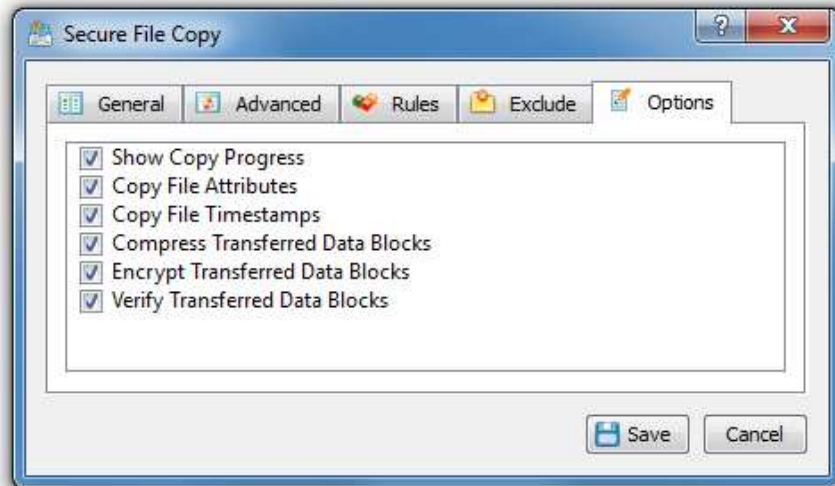 Secure File Copy
General Advanced Rules Exclude Options
Show Copy Progress
Copy File Attributes
Copy File Timestamps
Compress Transferred Data Blocks
Encrypt Transferred Data Blocks
Verify Transferred Data Blocks
Save Cancel